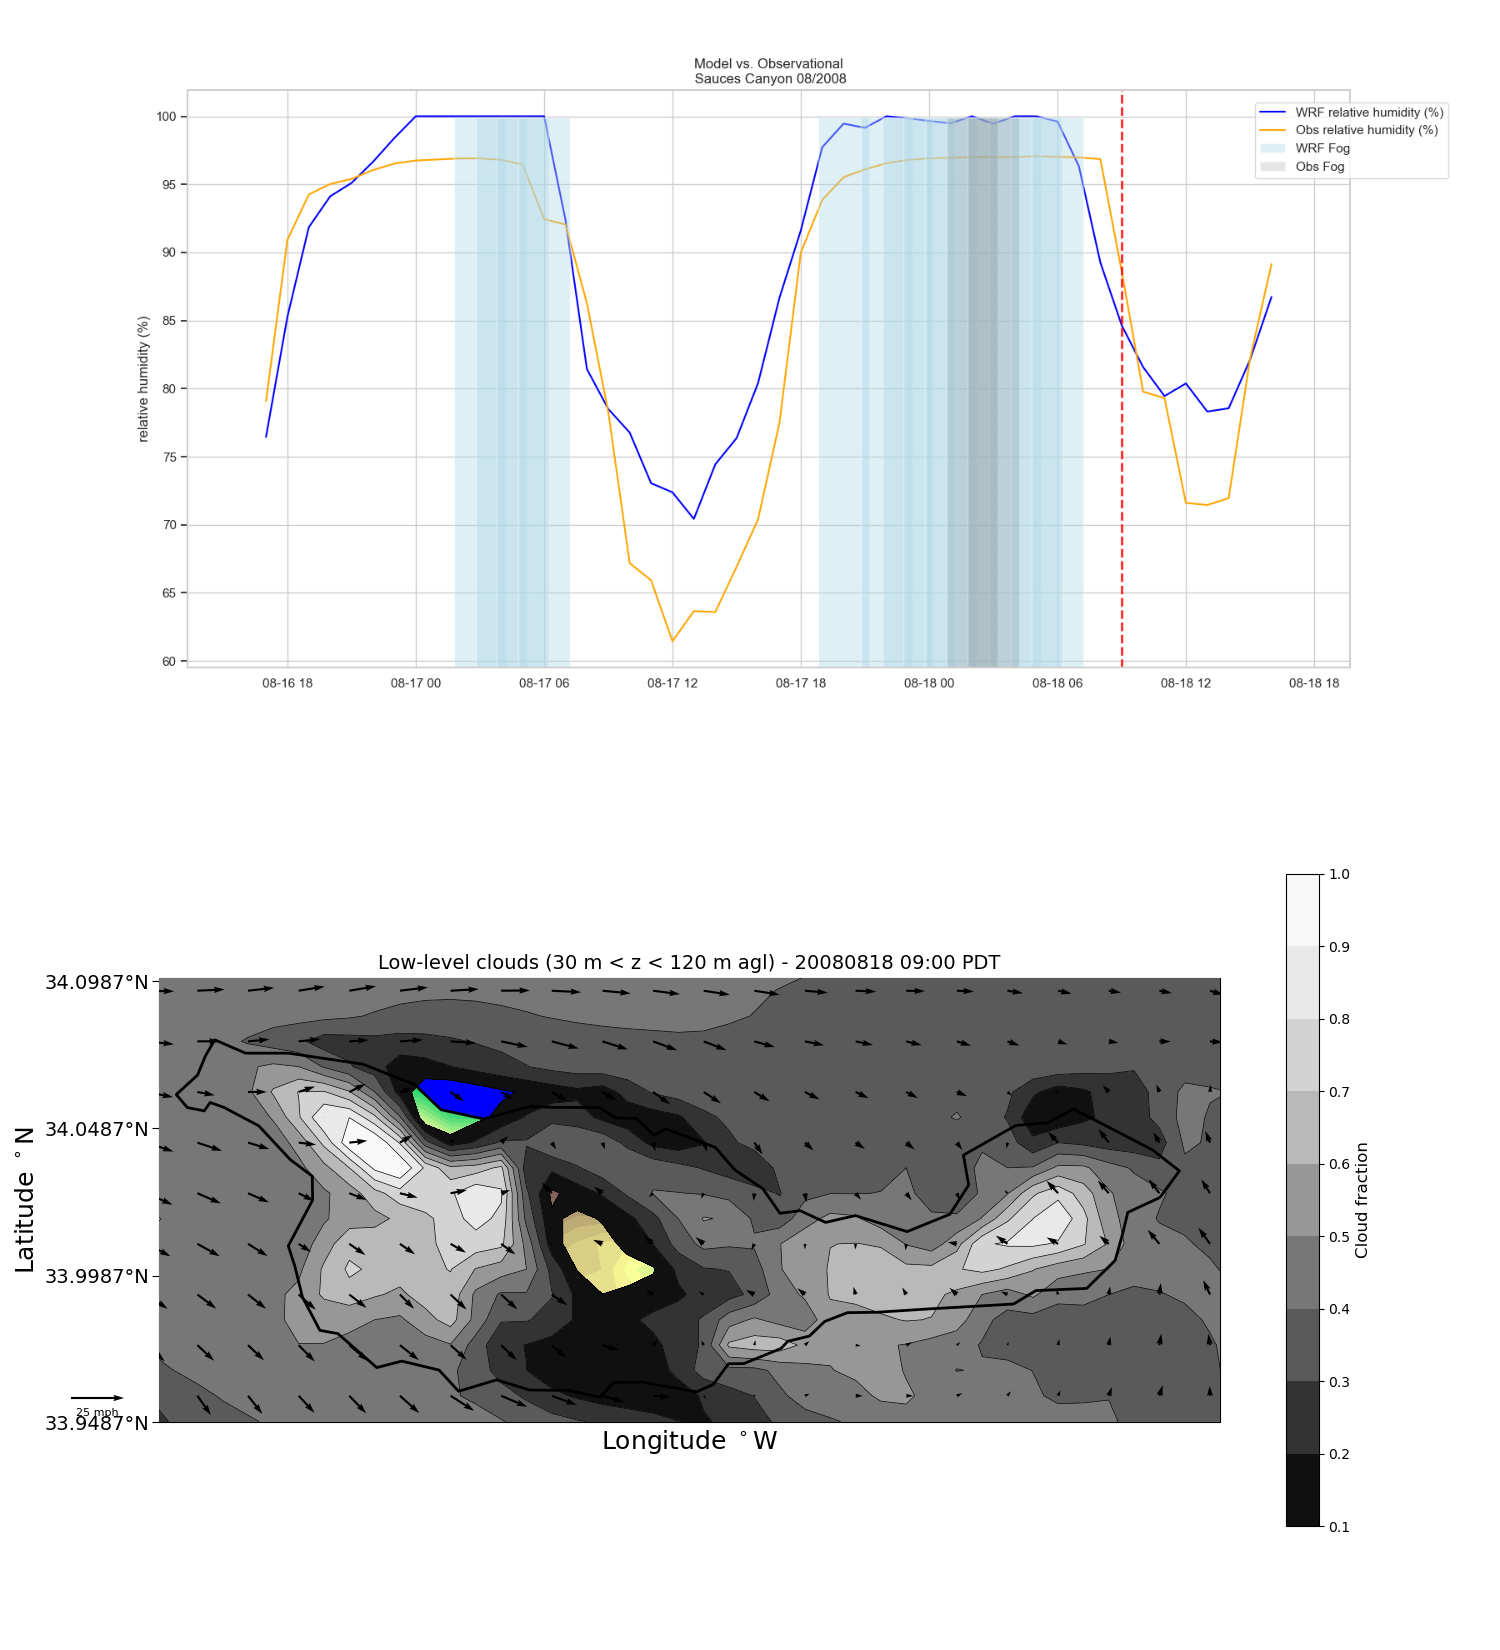 Model vs. Observational
Sauces Canyon 08/2008
WRF relative humidity (%)
Obs relative humidity (%)
WRF Fog
Obs Fog
relative humidity (%)
100
95
90
85
80
75
70
65
60
08-16 18
08-17 00
08-17 06
08-17 12
08-17 18
08-18 00
08-18 06
08-18 12
08-18 18
Low-level clouds (30 m < z < 120 m agl) - 20080818 09:00 PDT
34.0987°N
34.0487°N
33.9987°N
33.9487°N
Latitude °N
25 mph
Longitude °W
1.0
0.9
0.8
0.7
0.6
0.5
0.4
0.3
0.2
0.1
Cloud fraction